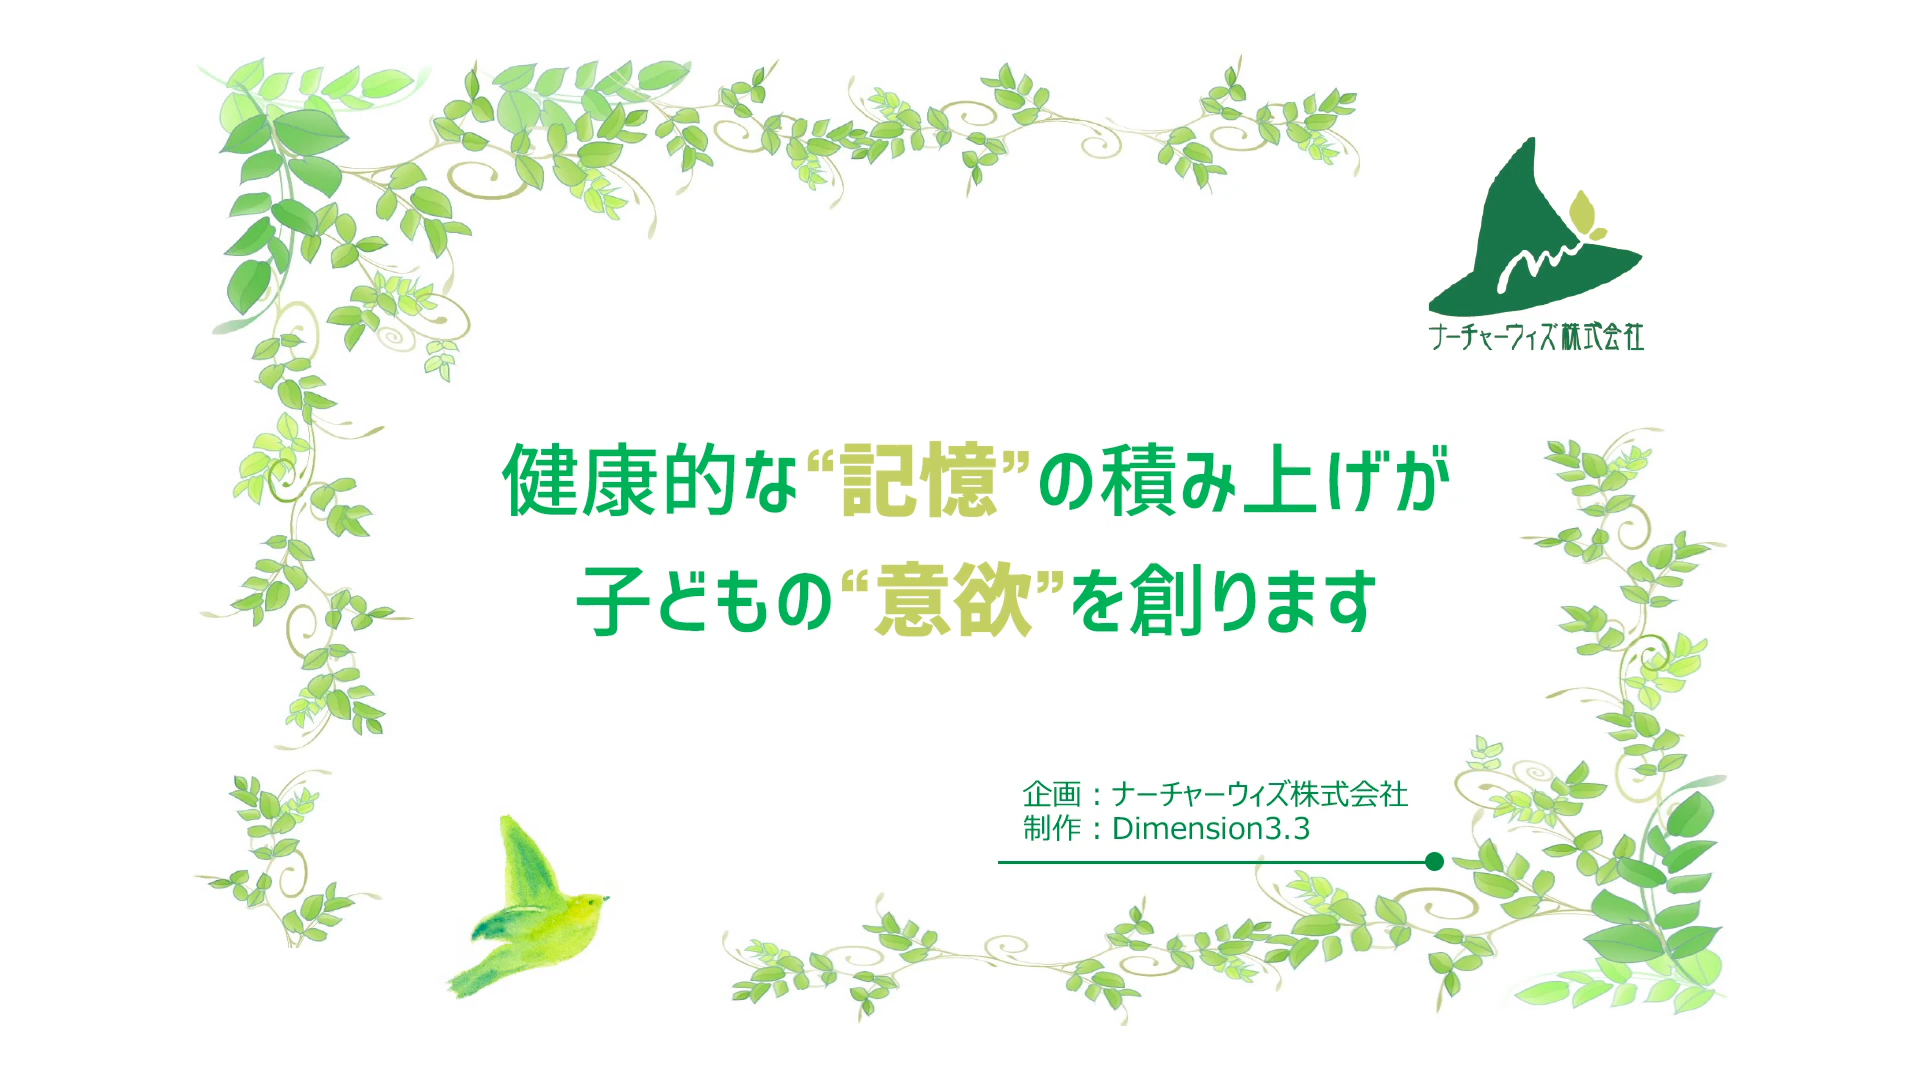 ナーチャーウィズ株式会社
健康的な“記憶”の積み上げが
子どもの“意欲”を創ります
企画：ナーチャーウィズ株式会社
制作：Dimension3.3